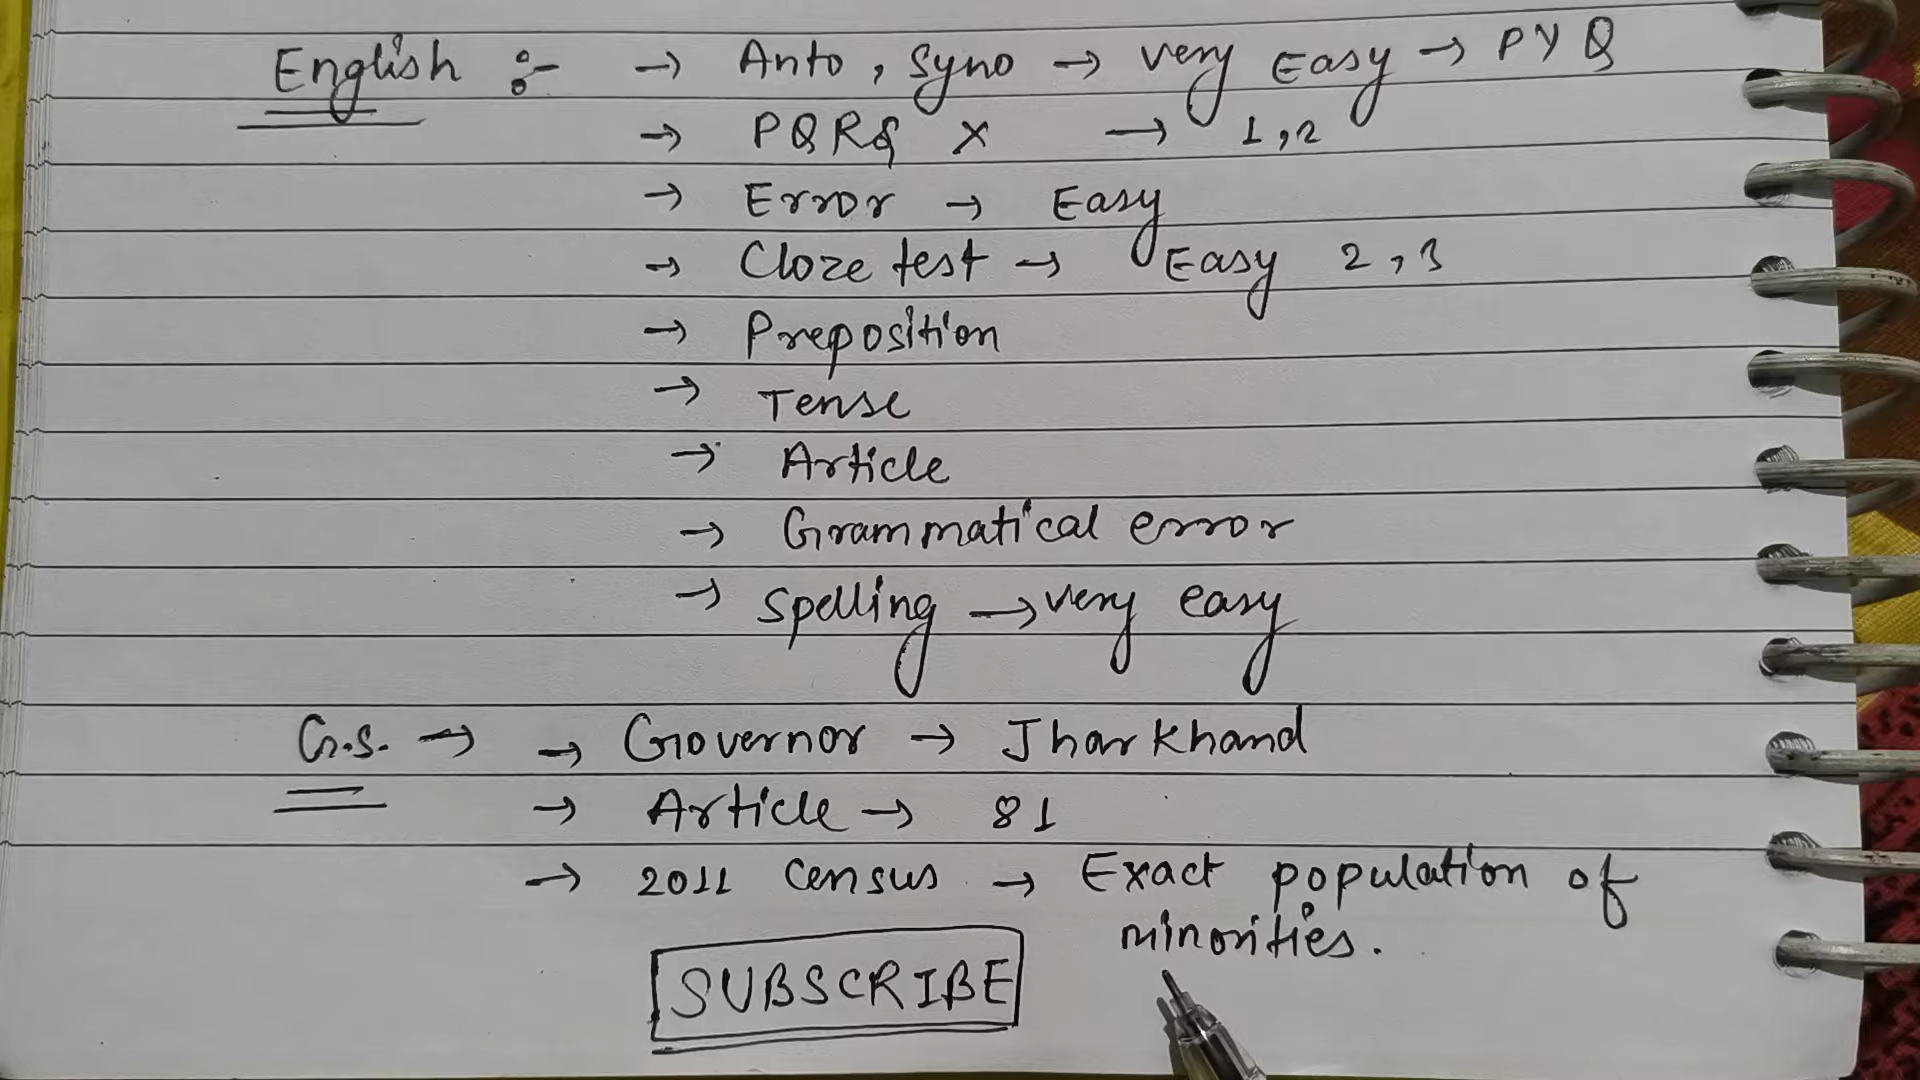 English :- → Anto, Syno → very Easy → PYQ
→ PQRS × → 1,2
→ Error → Easy
→ Cloze test → Easy 2,3
→ Preposition
→ Tense
→ Article
→ Grammatical error
→ Spelling → very easy
G.S. → → Governor → Jharkhand
→ Article → 81
→ 2011 Census → Exact population of
minorities.
SUBSCRIBE